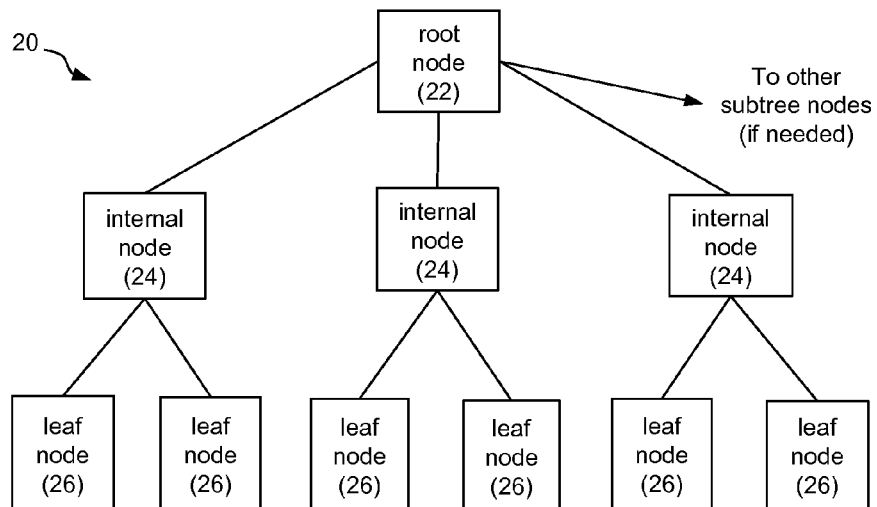 20
root
node
(22)
To other
subtree nodes
(if needed)
internal
node
(24)
internal
node
(24)
internal
node
(24)
leaf
node
(26)
leaf
node
(26)
leaf
node
(26)
leaf
node
(26)
leaf
node
(26)
leaf
node
(26)